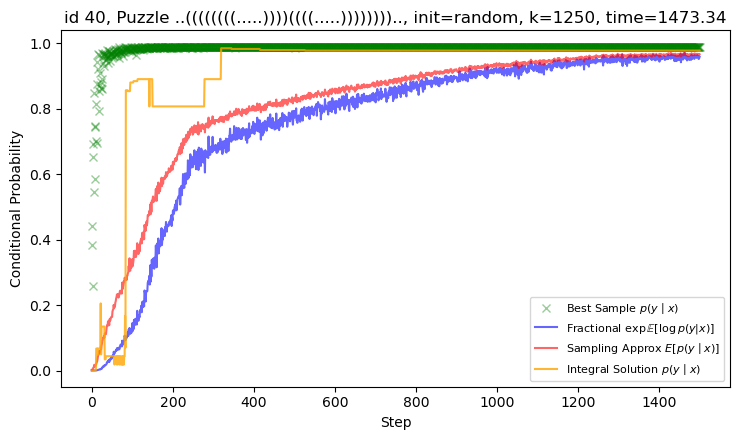 id 40, Puzzle ..((((((((.....))))((((.....)))))))).., init=random, k=1250, time=1473.34
1.0
0.8
0.6
0.4
0.2
0.0
Conditional Probability
Best Sample p(y | x)
Fractional exp𝔼[log p(y|x)]
Sampling Approx E[p(y | x)]
Integral Solution p(y | x)
0 200 400 600 800 1000 1200 1400
Step